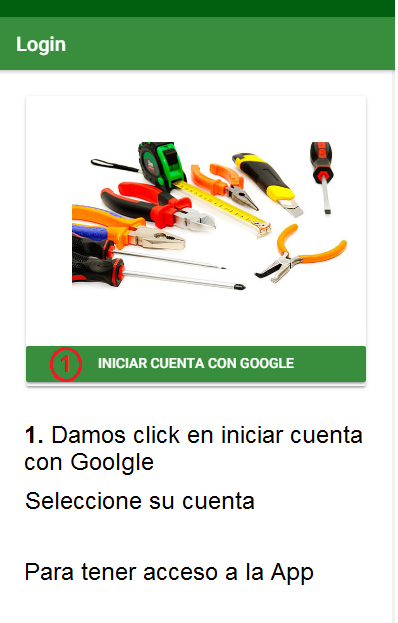 Login
1 INICIAR CUENTA CON GOOGLE
1. Damos click en iniciar cuenta
con Goolgle
Seleccione su cuenta
Para tener acceso a la App